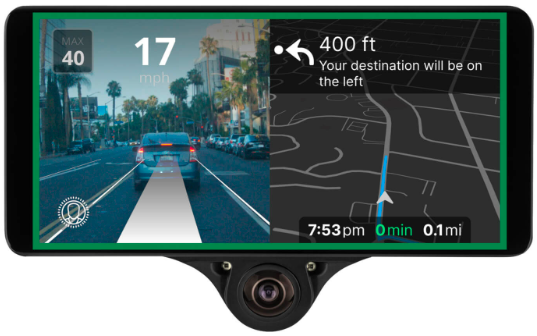 MAX
40
17
mph
400 ft
Your destination will be on
the left
7:53pm 0min 0.1mi